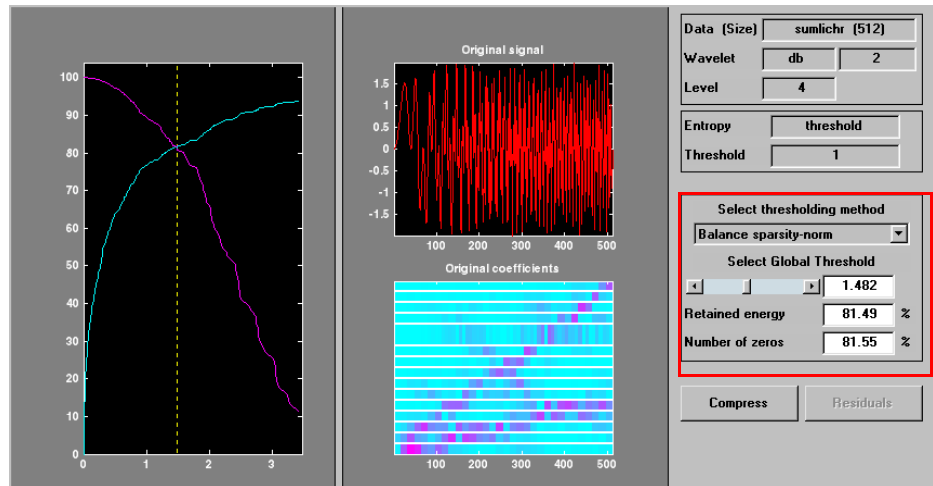 100
90
80
70
60
50
40
30
20
10
0
0 1 2 3
Original signal
1.5
1
0.5
0
-0.5
-1
-1.5
100 200 300 400 500
Original coefficients
100 200 300 400 500
Data (Size) sumlichr (512)
Wavelet db 2
Level 4
Entropy threshold
Threshold 1
Select thresholding method
Balance sparsity-norm
Select Global Threshold
1.482
Retained energy 81.49 %
Number of zeros 81.55 %
Compress Residuals